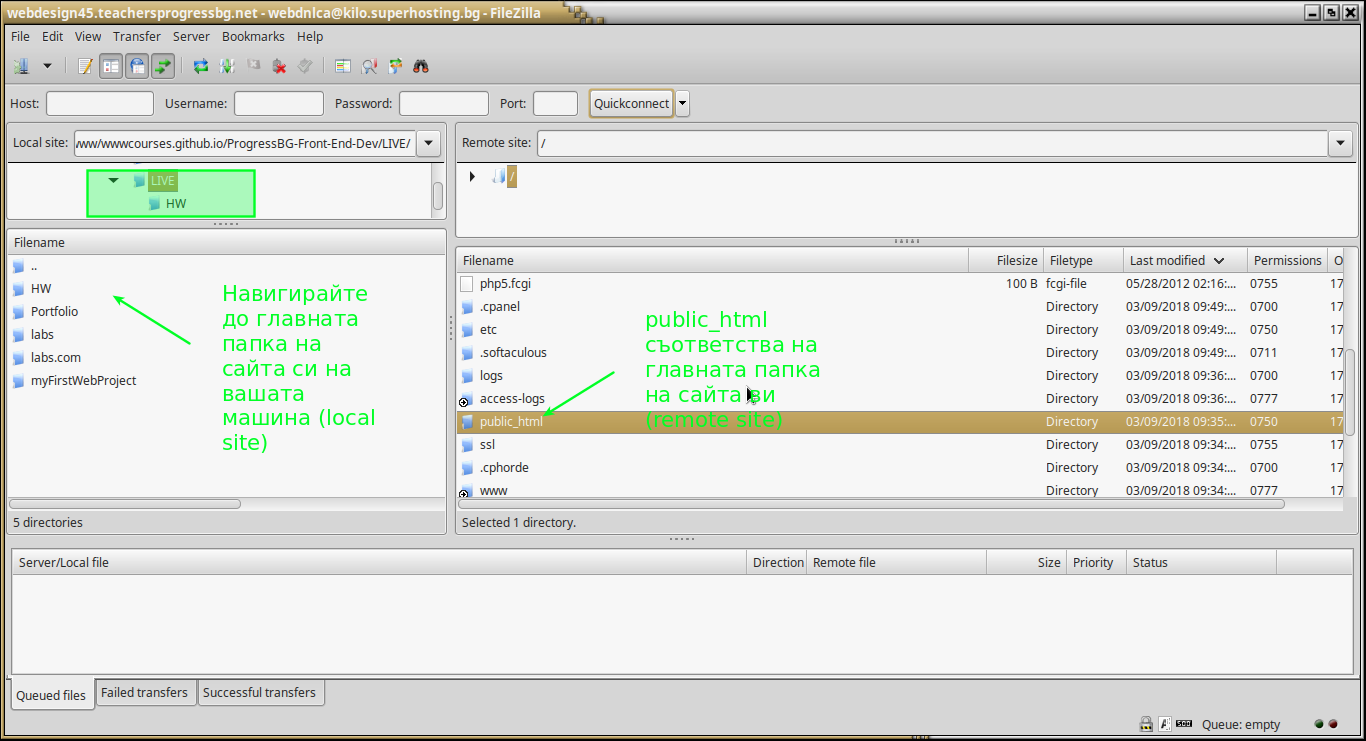 webdesign45.teachersprogressbg.net - webdnlca@kilo.superhosting.bg - FileZilla
File Edit View Transfer Server Bookmarks Help
Host: Username: Password: Port: Quickconnect
Local site: /www/wwwcourses.github.io/ProgressBG-Front-End-Dev/LIVE/
LIVE
HW
Filename
..
HW
Portfolio
labs
labs.com
myFirstWebProject
Навигирайте
до главната
папка на
сайта си на
вашата
машина (local
site)
5 directories
Remote site: /
/
Filename Filesize Filetype Last modified Permissions O
php5.fcgi 100 B fcgi-file 05/28/2012 02:16:... 0755 17
.cpanel Directory 03/09/2018 09:49:... 0700 17
etc Directory 03/09/2018 09:49:... 0750 17
.softaculous Directory 03/09/2018 09:49:... 0711 17
logs Directory 03/09/2018 09:36:... 0700 17
access-logs Directory 03/09/2018 09:36:... 0777 17
public_html Directory 03/09/2018 09:35:... 0750 17
ssl Directory 03/09/2018 09:34:... 0755 17
.cphorde Directory 03/09/2018 09:34:... 0700 17
www Directory 03/09/2018 09:34:... 0777 17
public_html
съответства на
главната папка
на сайта ви
(remote site)
Selected 1 directory.
Server/Local file Direction Remote file Size Priority Status
Queued files Failed transfers Successful transfers
Queue: empty